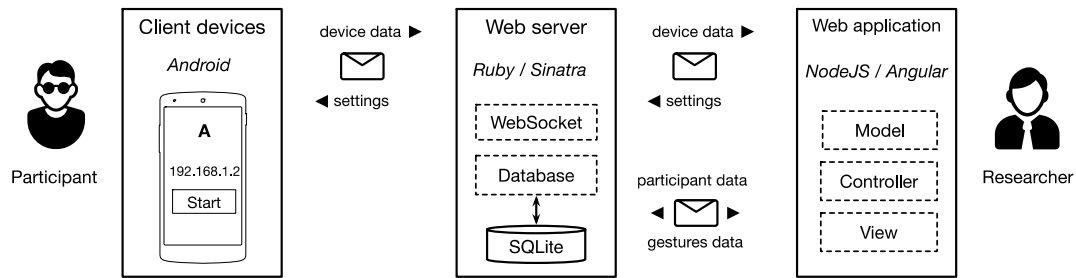 Participant
Client devices
Android
A
192.168.1.2
Start
device data ▶
◀ settings
Web server
Ruby / Sinatra
WebSocket
Database
SQLite
device data ▶
◀ settings
participant data
◀ ▶
gestures data
Web application
NodeJS / Angular
Model
Controller
View
Researcher